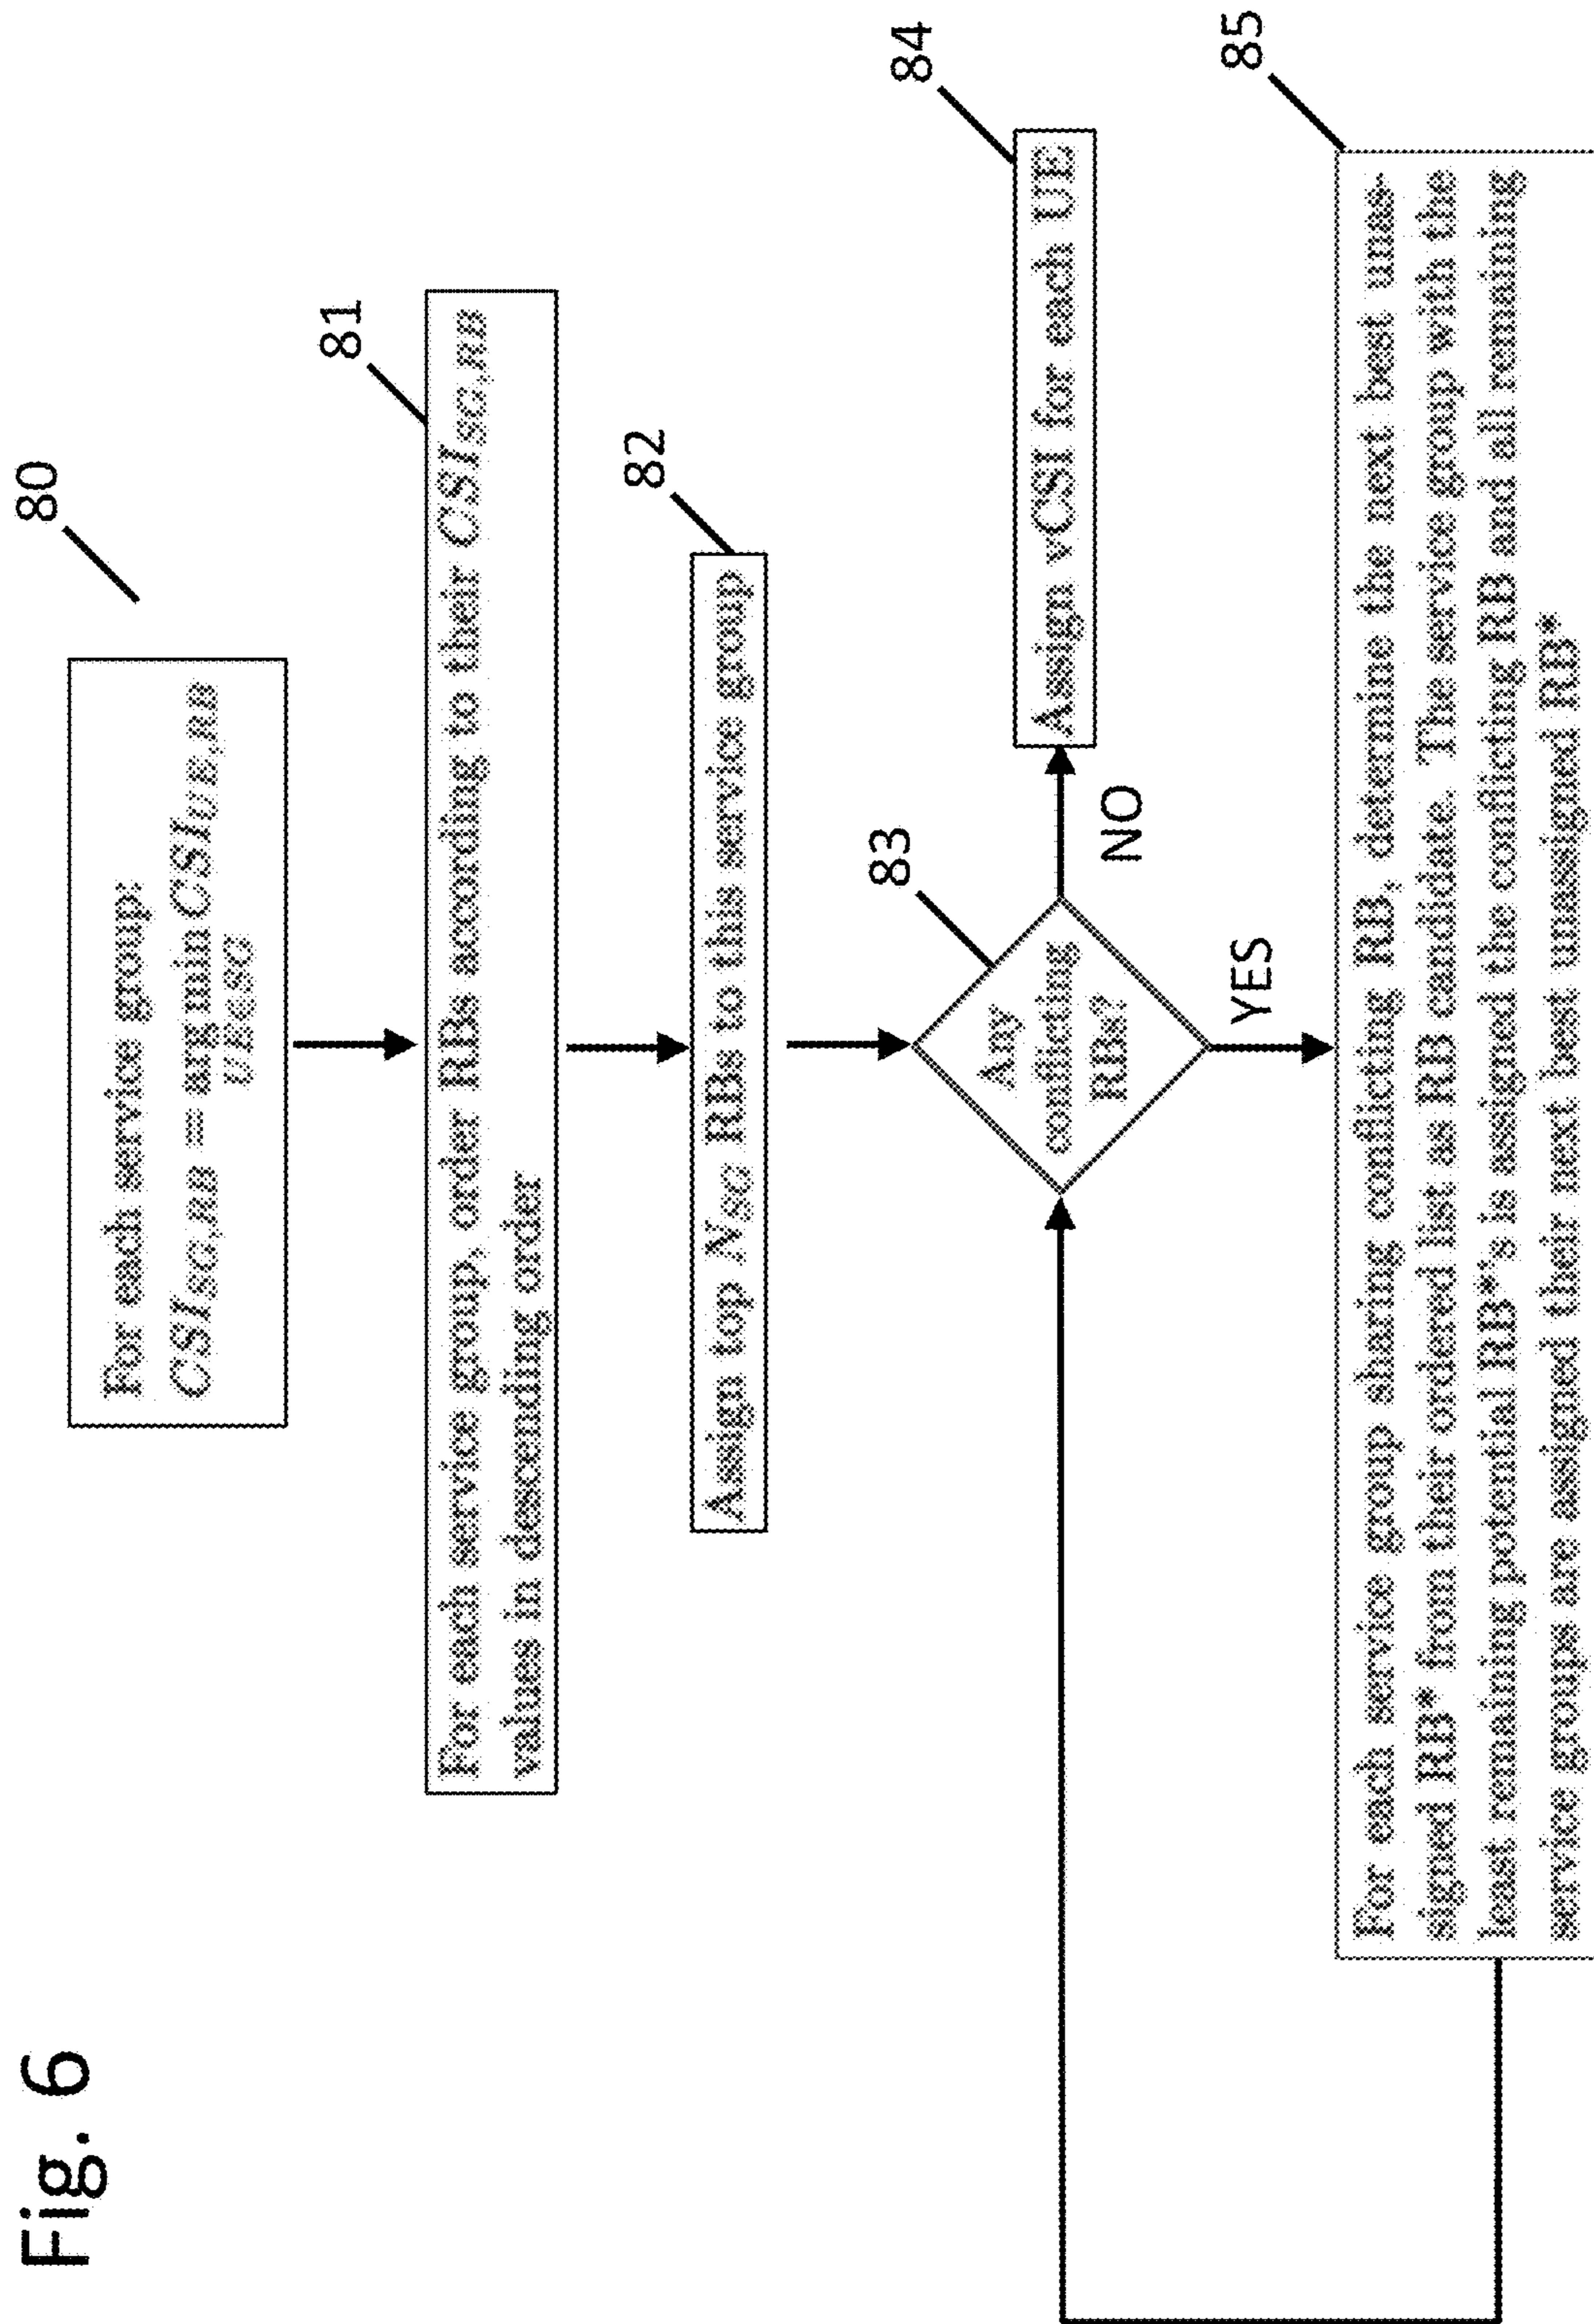 Fig. 6
80
For each service group:
CSI_{SG,RB} = arg min CSI_{UE,RB}
UE∈SG
81
For each service group, order RBs according to their CSI_{SG,RB}
values in descending order
82
Assign top N_{SG} RBs to this service group
83
Any
conflicting
RBs?
NO
84
Assign vCSI for each UE
YES
85
For each service group sharing conflicting RB, determine the next best unas-
signed RB* from their ordered list as RB candidate. The service group with the
least remaining potential RB*'s is assigned the conflicting RB and all remaining
service groups are assigned their next best unassigned RB*